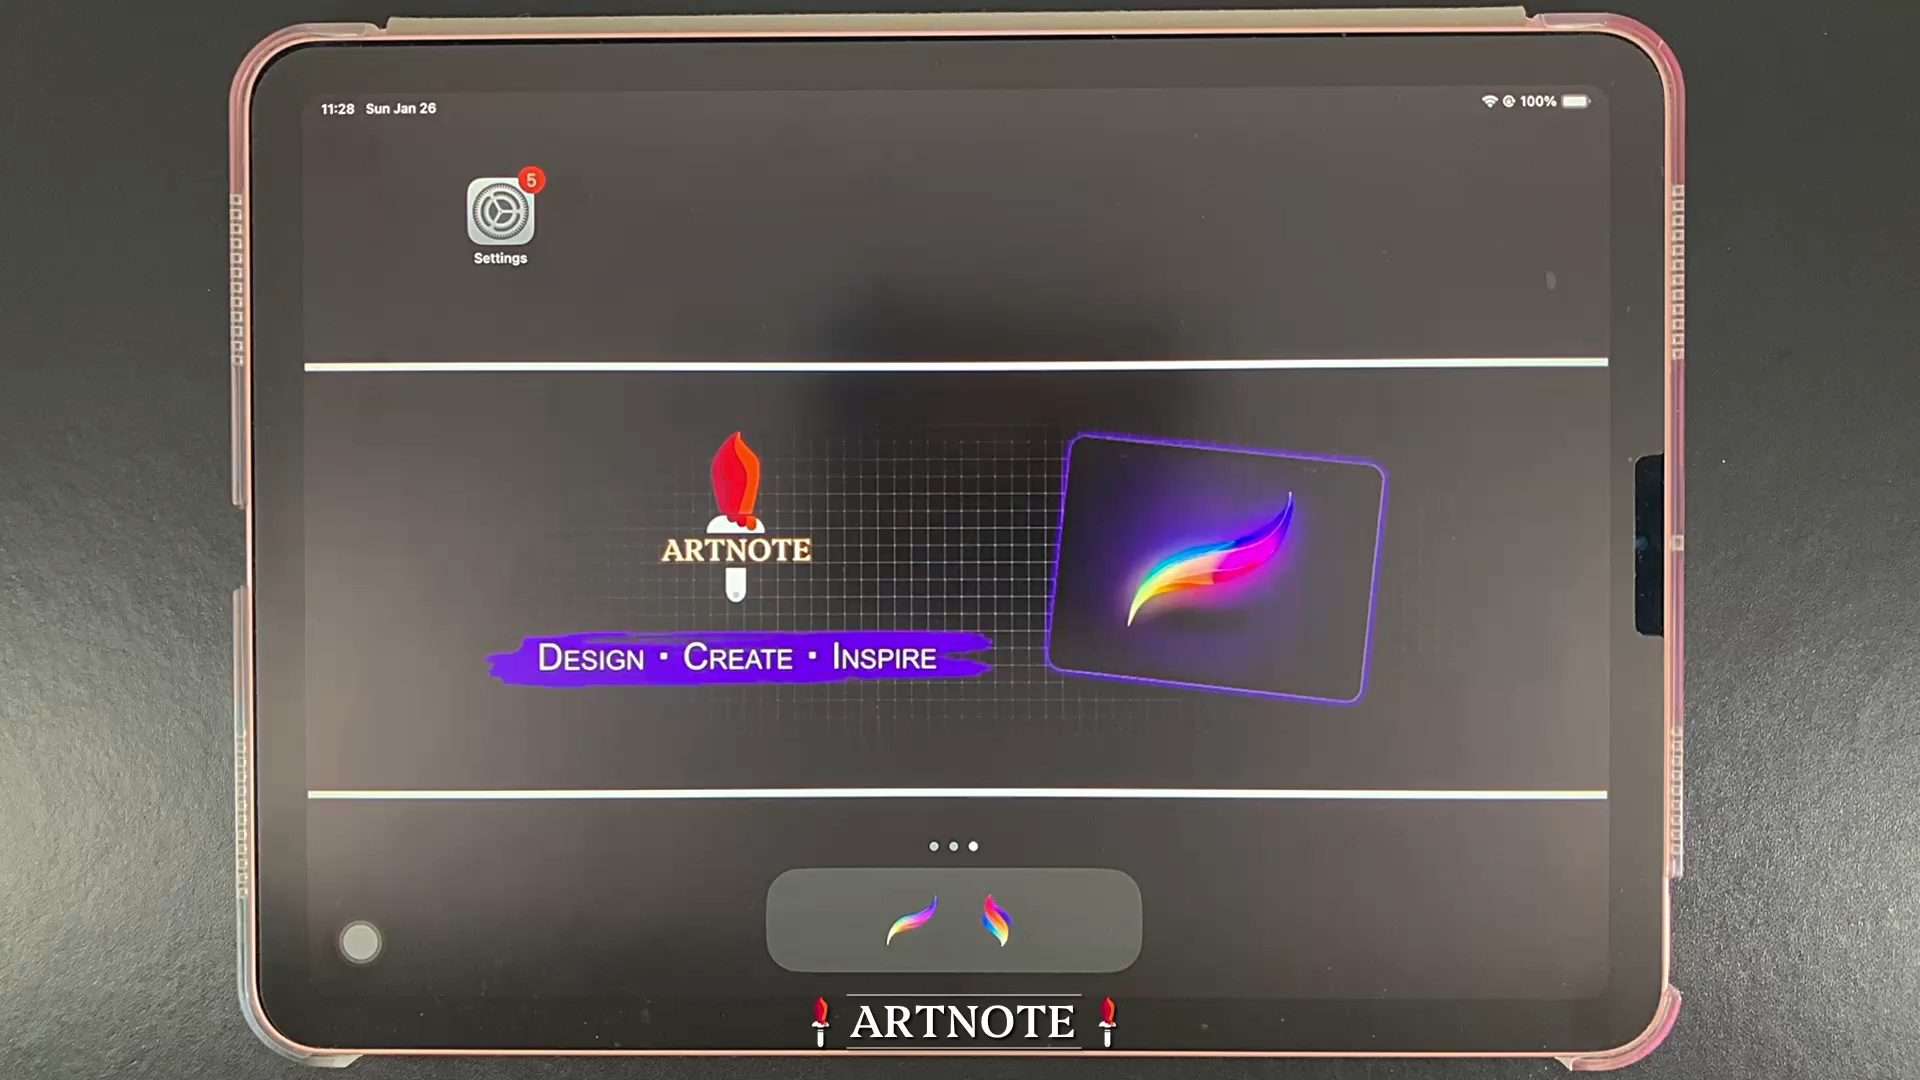 11:28 Sun Jan 26
100%
5
Settings
ARTNOTE
DESIGN · CREATE · INSPIRE
ARTNOTE